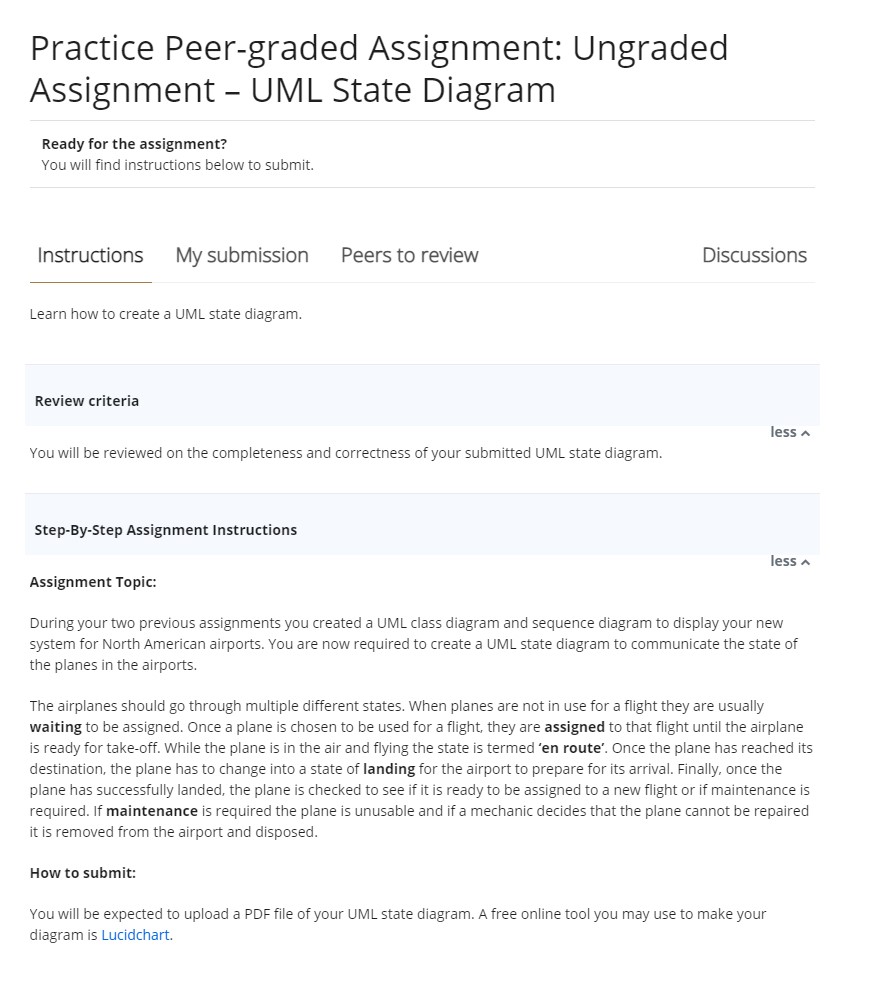 Practice Peer-graded Assignment: Ungraded
Assignment – UML State Diagram
Ready for the assignment?
You will find instructions below to submit.
Instructions My submission Peers to review Discussions
Learn how to create a UML state diagram.
Review criteria
less
You will be reviewed on the completeness and correctness of your submitted UML state diagram.
Step-By-Step Assignment Instructions
less
Assignment Topic:
During your two previous assignments you created a UML class diagram and sequence diagram to display your new
system for North American airports. You are now required to create a UML state diagram to communicate the state of
the planes in the airports.
The airplanes should go through multiple different states. When planes are not in use for a flight they are usually
waiting to be assigned. Once a plane is chosen to be used for a flight, they are assigned to that flight until the airplane
is ready for take-off. While the plane is in the air and flying the state is termed ‘en route’. Once the plane has reached its
destination, the plane has to change into a state of landing for the airport to prepare for its arrival. Finally, once the
plane has successfully landed, the plane is checked to see if it is ready to be assigned to a new flight or if maintenance is
required. If maintenance is required the plane is unusable and if a mechanic decides that the plane cannot be repaired
it is removed from the airport and disposed.
How to submit:
You will be expected to upload a PDF file of your UML state diagram. A free online tool you may use to make your
diagram is Lucidchart.